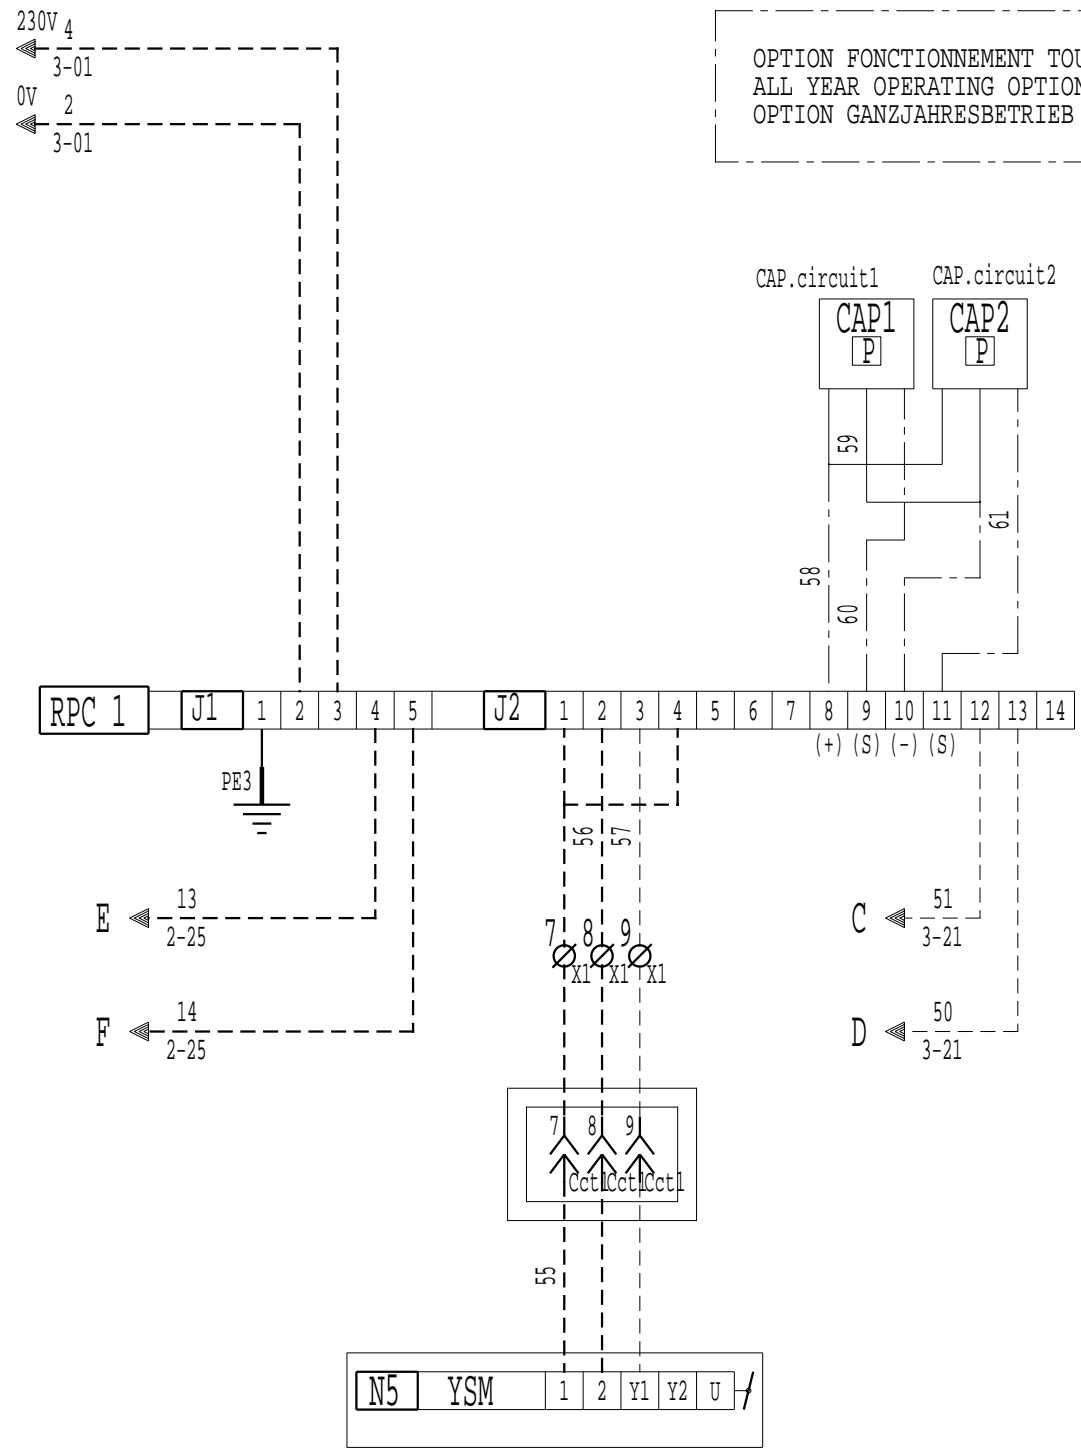 230V 4
3-01
0V 2
3-01
OPTION FONCTIONNEMENT
ALL YEAR OPERATING OPTION
OPTION GANZJAHRESBETRIEB
CAP.circuit1 CAP.circuit2
CAP1 CAP2
P P
59
61
58
60
RPC 1 J1 1 2 3 4 5 J2 1 2 3 4 5 6 7 8 9 10 11 12 13 14
(+) (S) (-) (S)
PE3
56 57
E 13
2-25
C 51
3-21
7 8 9
X1 X1 X1
F 14
2-25
D 50
3-21
7 8 9
Cct1 Cct1 Cct1
55
N5 YSM 1 2 Y1 Y2 U